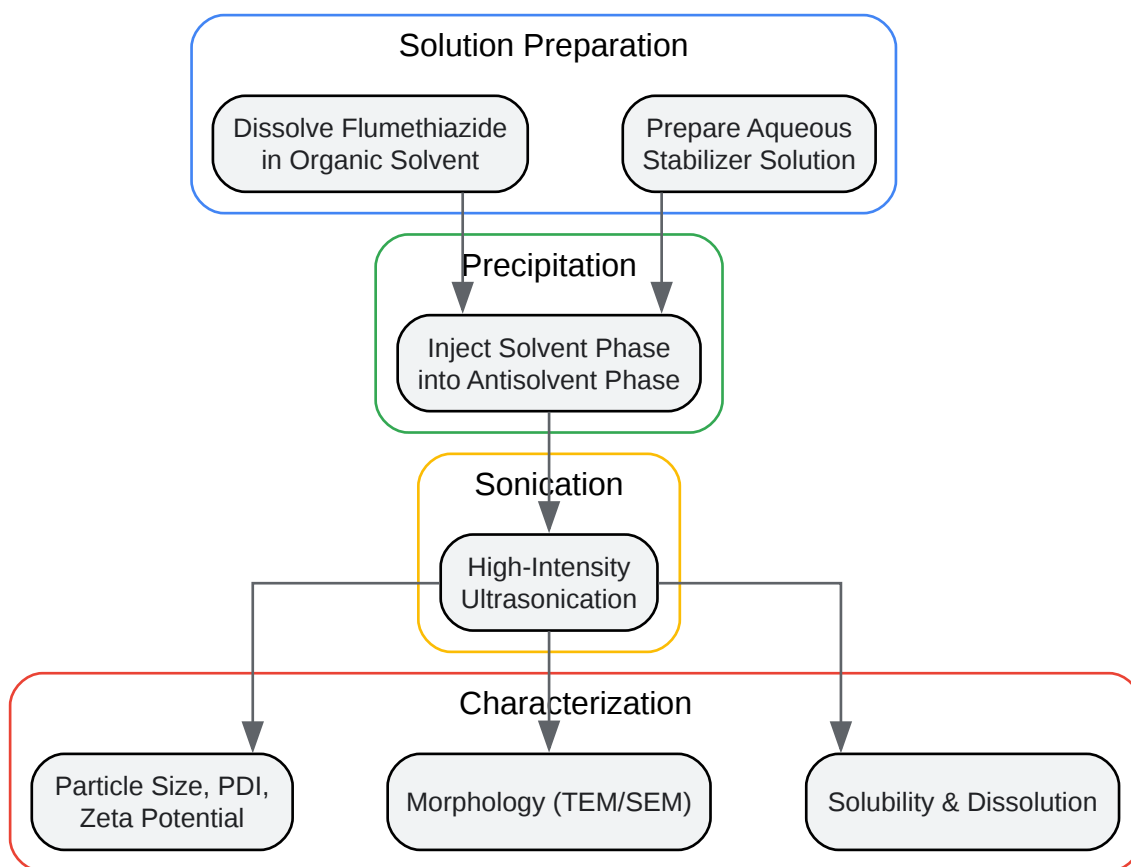 Solution Preparation
Dissolve Flumethiazide
in Organic Solvent
Prepare Aqueous
Stabilizer Solution
Precipitation
Inject Solvent Phase
into Antisolvent Phase
Sonication
High-Intensity
Ultrasonication
Characterization
Particle Size, PDI,
Zeta Potential
Morphology (TEM/SEM)
Solubility & Dissolution